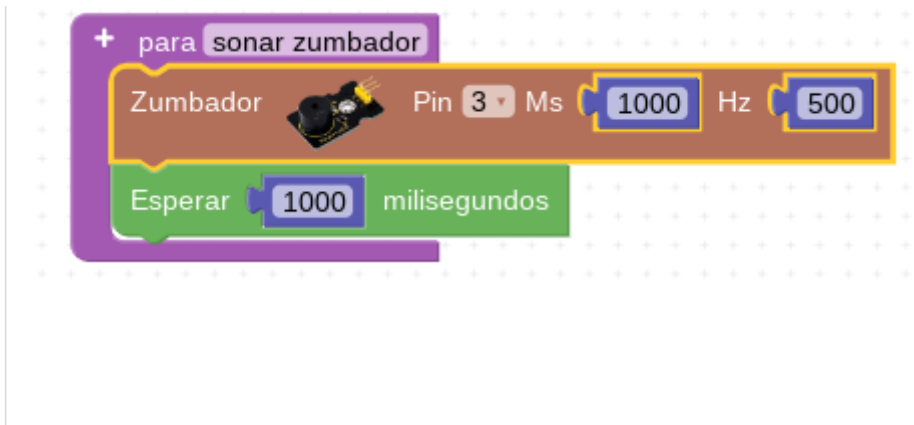 + para sonar zumbador
Zumbador Pin 3 Ms 1000 Hz 500
Esperar 1000 milisegundos